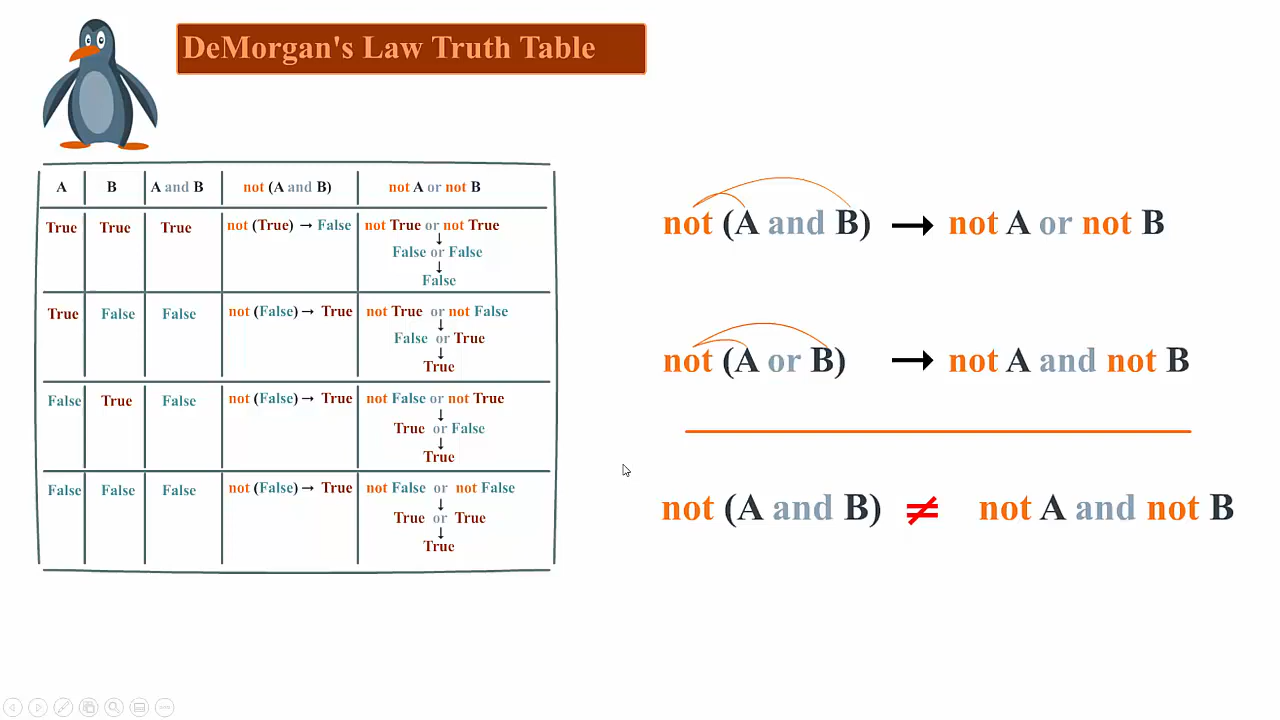 DeMorgan's Law Truth Table
A B A and B not (A and B) not A or not B
True True True not (True) → False not True or not True
↓
False or False
↓
False
True False False not (False) → True not True or not False
↓
False or True
↓
True
False True False not (False) → True not False or not True
↓
True or False
↓
True
False False False not (False) → True not False or not False
↓
True or True
↓
True
not (A and B) → not A or not B
not (A or B) → not A and not B
not (A and B) ≠ not A and not B